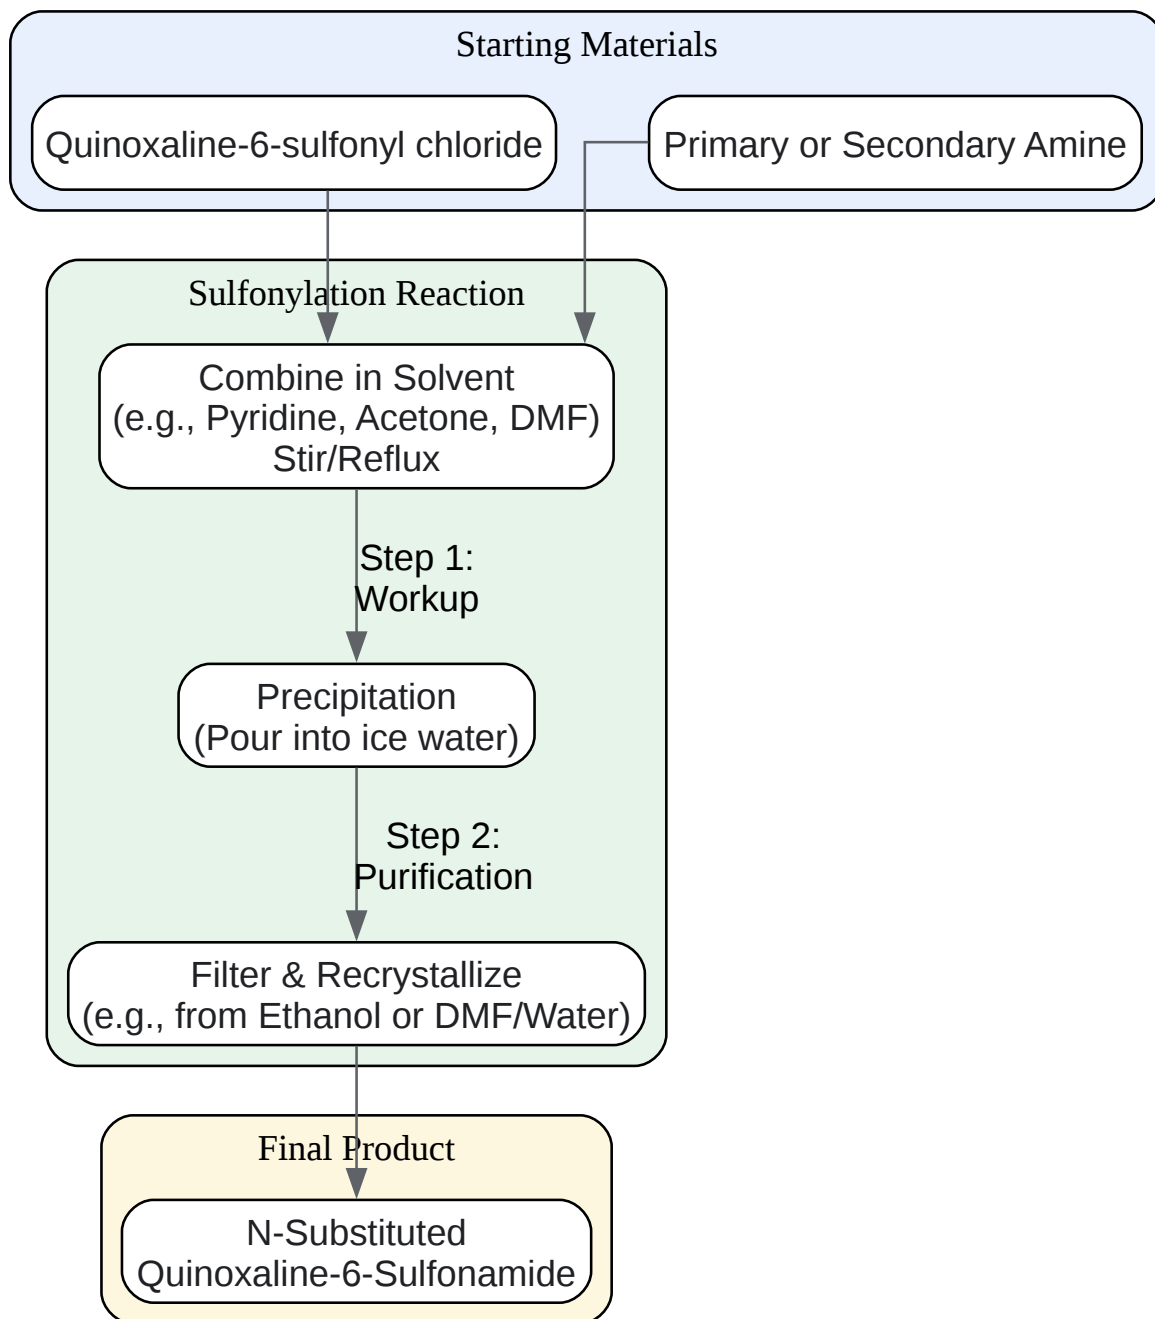 Starting Materials
Quinoxaline-6-sulfonyl chloride
Primary or Secondary Amine
Sulfonylation Reaction
Combine in Solvent
(e.g., Pyridine, Acetone, DMF)
Stir/Reflux
Step 1:
Workup
Precipitation
(Pour into ice water)
Step 2:
Purification
Filter & Recrystallize
(e.g., from Ethanol or DMF/Water)
Final Product
N-Substituted
Quinoxaline-6-Sulfonamide